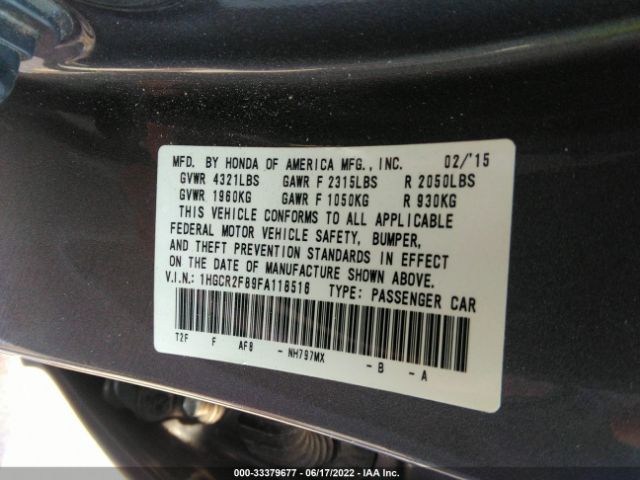 MFD. BY HONDA OF AMERICA MFG., INC. 02/'15
GVWR 4321LBS GAWR F 2315LBS R 2050LBS
GVWR 1960KG GAWR F 1050KG R 930KG
THIS VEHICLE CONFORMS TO ALL APPLICABLE
FEDERAL MOTOR VEHICLE SAFETY, BUMPER,
AND THEFT PREVENTION STANDARDS IN EFFECT
ON THE DATE OF MANUFACTURE SHOWN ABOVE.
V.I.N.: 1HGCR2F89FA118516 TYPE: PASSENGER CAR
T2F F AF8 - NH797MX - B - A
000-33379677 - 06/17/2022 - IAA Inc.